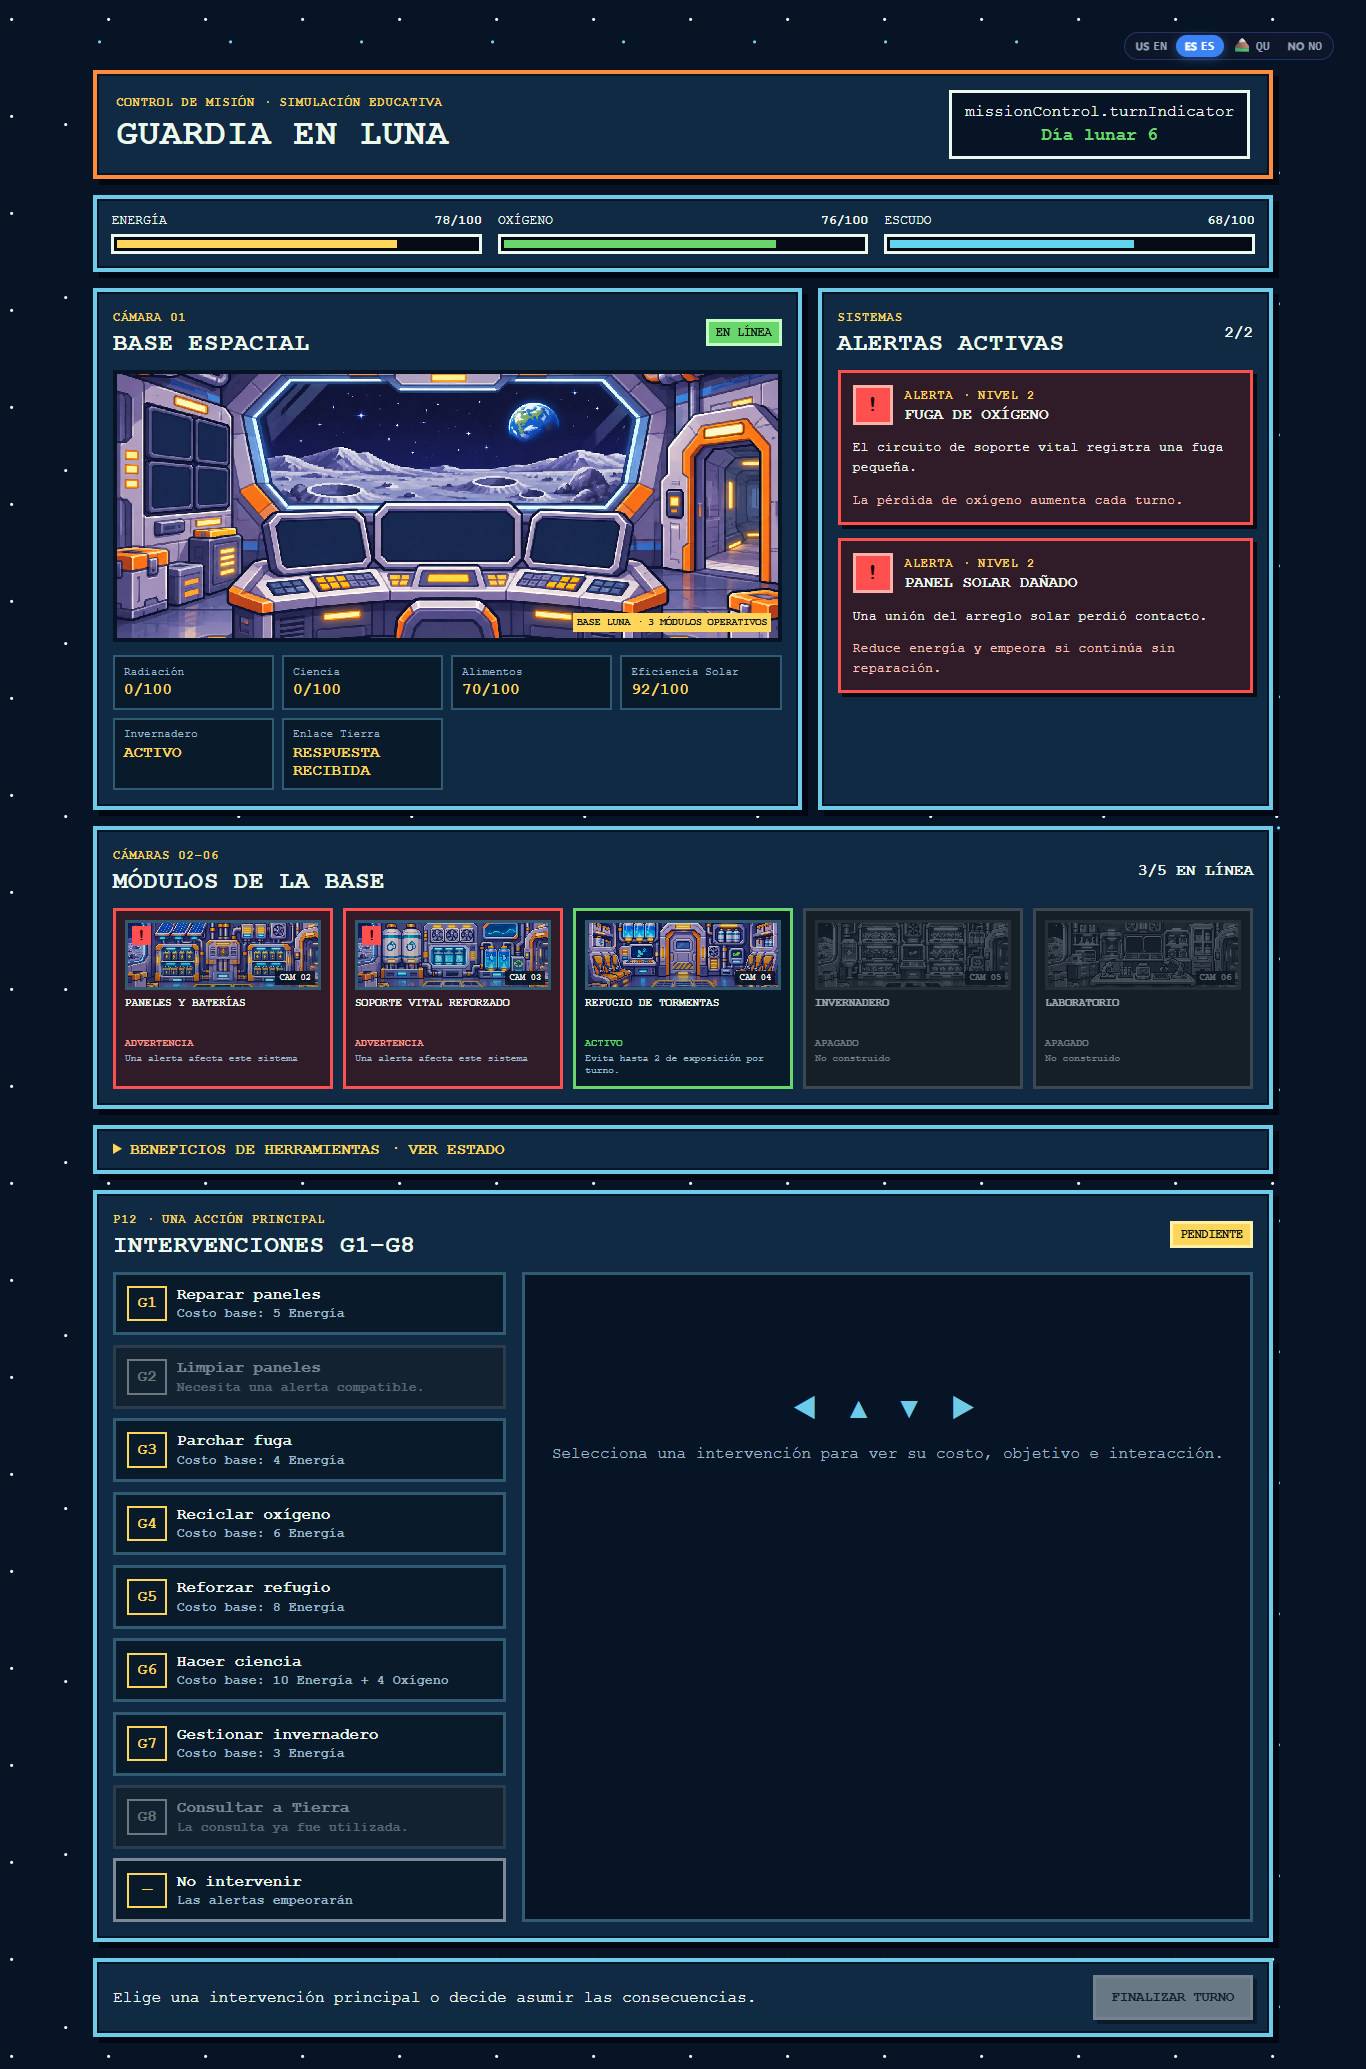 US EN
ES ES
QU
NO NO
CONTROL DE MISIÓN · SIMULACIÓN EDUCATIVA
GUARDIA EN LUNA
missionControl.turnIndicator
Día lunar 6
ENERGÍA
78/100
OXÍGENO
76/100
ESCUDO
68/100
CÁMARA 01
BASE ESPACIAL
EN LÍNEA
BASE LUNA · 3 MÓDULOS OPERATIVOS
Radiación
0/100
Ciencia
0/100
Alimentos
70/100
Eficiencia Solar
92/100
Invernadero
ACTIVO
Enlace Tierra
RESPUESTA
RECIBIDA
SISTEMAS
ALERTAS ACTIVAS
2/2
!
ALERTA · NIVEL 2
FUGA DE OXÍGENO
El circuito de soporte vital registra una fuga
pequeña.
La pérdida de oxígeno aumenta cada turno.
!
ALERTA · NIVEL 2
PANEL SOLAR DAÑADO
Una unión del arreglo solar perdió contacto.
Reduce energía y empeora si continúa sin
reparación.
CÁMARAS 02–06
MÓDULOS DE LA BASE
3/5 EN LÍNEA
!
CAM 02
PANELES Y BATERÍAS
ADVERTENCIA
Una alerta afecta este sistema
!
CAM 03
SOPORTE VITAL REFORZADO
ADVERTENCIA
Una alerta afecta este sistema
CAM 04
REFUGIO DE TORMENTAS
ACTIVO
Evita hasta 2 de exposición por
turno.
CAM 05
INVERNADERO
APAGADO
No construido
CAM 06
LABORATORIO
APAGADO
No construido
▶ BENEFICIOS DE HERRAMIENTAS · VER ESTADO
P12 · UNA ACCIÓN PRINCIPAL
INTERVENCIONES G1–G8
PENDIENTE
G1
Reparar paneles
Costo base: 5 Energía
G2
Limpiar paneles
Necesita una alerta compatible.
G3
Parchar fuga
Costo base: 4 Energía
G4
Reciclar oxígeno
Costo base: 6 Energía
G5
Reforzar refugio
Costo base: 8 Energía
G6
Hacer ciencia
Costo base: 10 Energía + 4 Oxígeno
G7
Gestionar invernadero
Costo base: 3 Energía
G8
Consultar a Tierra
La consulta ya fue utilizada.
—
No intervenir
Las alertas empeorarán
◀ ▲ ▼ ▶
Selecciona una intervención para ver su costo, objetivo e interacción.
Elige una intervención principal o decide asumir las consecuencias.
FINALIZAR TURNO